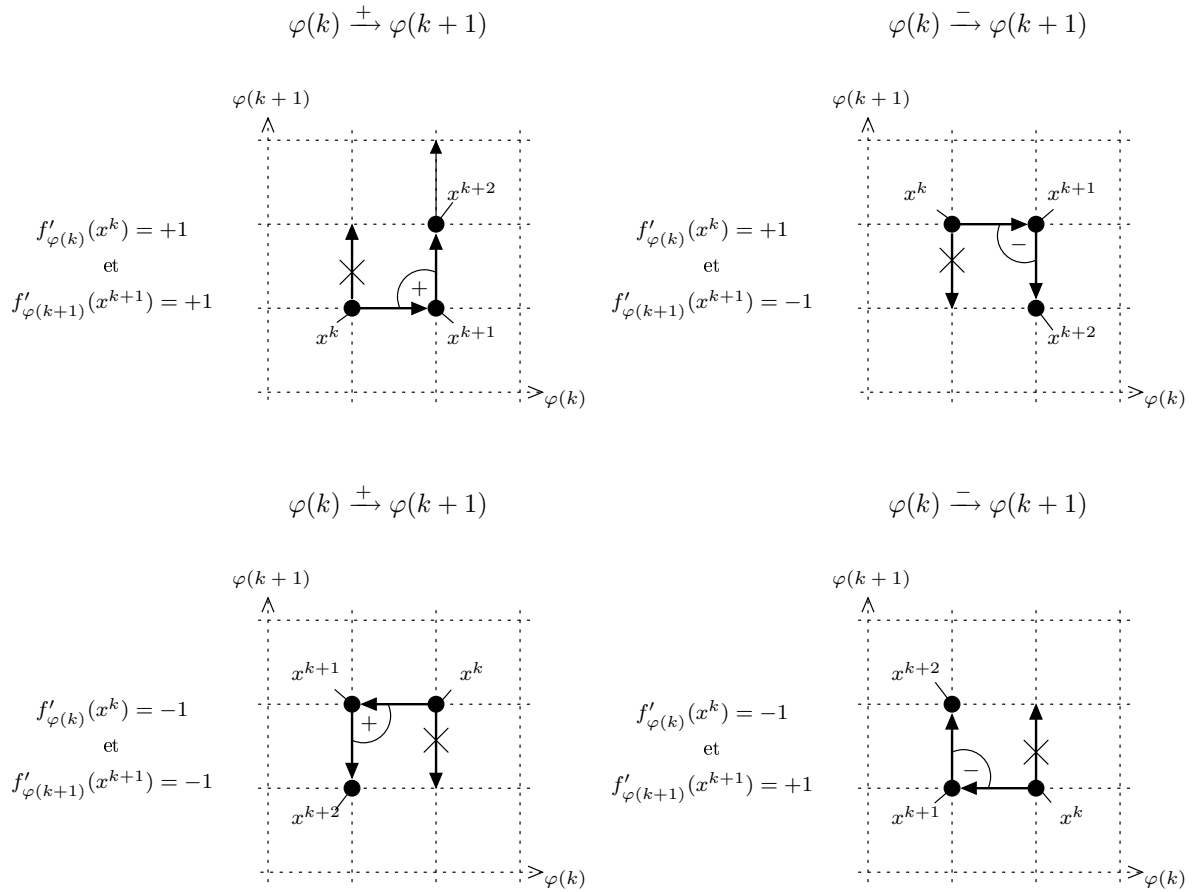 φ(k) ⟶+ φ(k+1)
φ(k+1)
x^{k+2}
f′_{φ(k)}(x^k) = +1
et
f′_{φ(k+1)}(x^{k+1}) = +1
+
x^k
x^{k+1}
φ(k)
φ(k) ⟶− φ(k+1)
φ(k+1)
x^k
x^{k+1}
f′_{φ(k)}(x^k) = +1
et
f′_{φ(k+1)}(x^{k+1}) = −1
−
x^{k+2}
φ(k)
φ(k) ⟶+ φ(k+1)
φ(k+1)
x^{k+1}
x^k
f′_{φ(k)}(x^k) = −1
et
f′_{φ(k+1)}(x^{k+1}) = −1
+
x^{k+2}
φ(k)
φ(k) ⟶− φ(k+1)
φ(k+1)
x^{k+2}
f′_{φ(k)}(x^k) = −1
et
f′_{φ(k+1)}(x^{k+1}) = +1
−
x^{k+1}
x^k
φ(k)